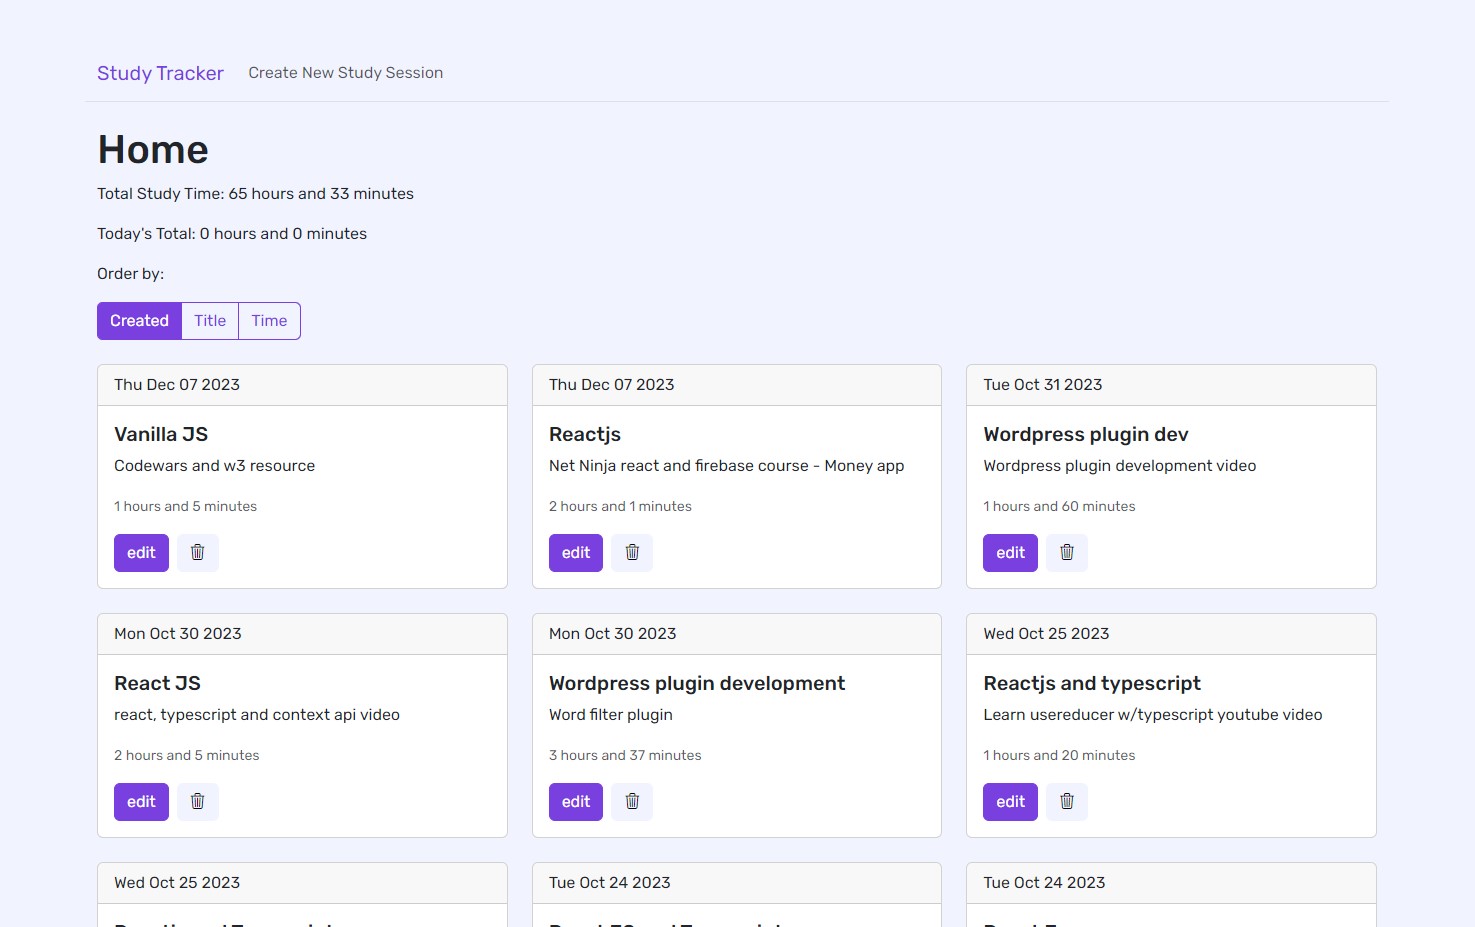 Study Tracker Create New Study Session
Home
Total Study Time: 65 hours and 33 minutes
Today's Total: 0 hours and 0 minutes
Order by:
Created Title Time
Thu Dec 07 2023
Vanilla JS
Codewars and w3 resource
1 hours and 5 minutes
edit
Thu Dec 07 2023
Reactjs
Net Ninja react and firebase course - Money app
2 hours and 1 minutes
edit
Tue Oct 31 2023
Wordpress plugin dev
Wordpress plugin development video
1 hours and 60 minutes
edit
Mon Oct 30 2023
React JS
react, typescript and context api video
2 hours and 5 minutes
edit
Mon Oct 30 2023
Wordpress plugin development
Word filter plugin
3 hours and 37 minutes
edit
Wed Oct 25 2023
Reactjs and typescript
Learn usereducer w/typescript youtube video
1 hours and 20 minutes
edit
Wed Oct 25 2023
Tue Oct 24 2023
Tue Oct 24 2023